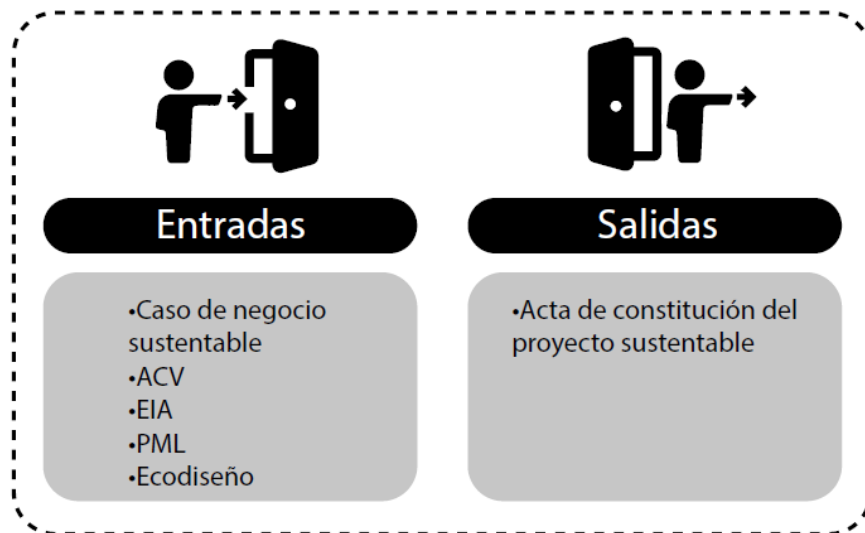 Entradas
•Caso de negocio
sustentable
•ACV
•EIA
•PML
•Ecodiseño
Salidas
•Acta de constitución del
proyecto sustentable